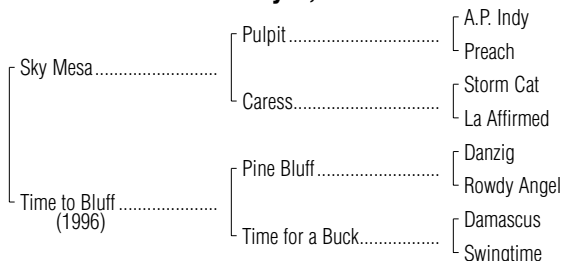 A.P. Indy
Pulpit
Preach
Sky Mesa
Storm Cat
Caress
La Affirmed
Danzig
Pine Bluff
Rowdy Angel
Time to Bluff
(1996)
Damascus
Time for a Buck
Swingtime